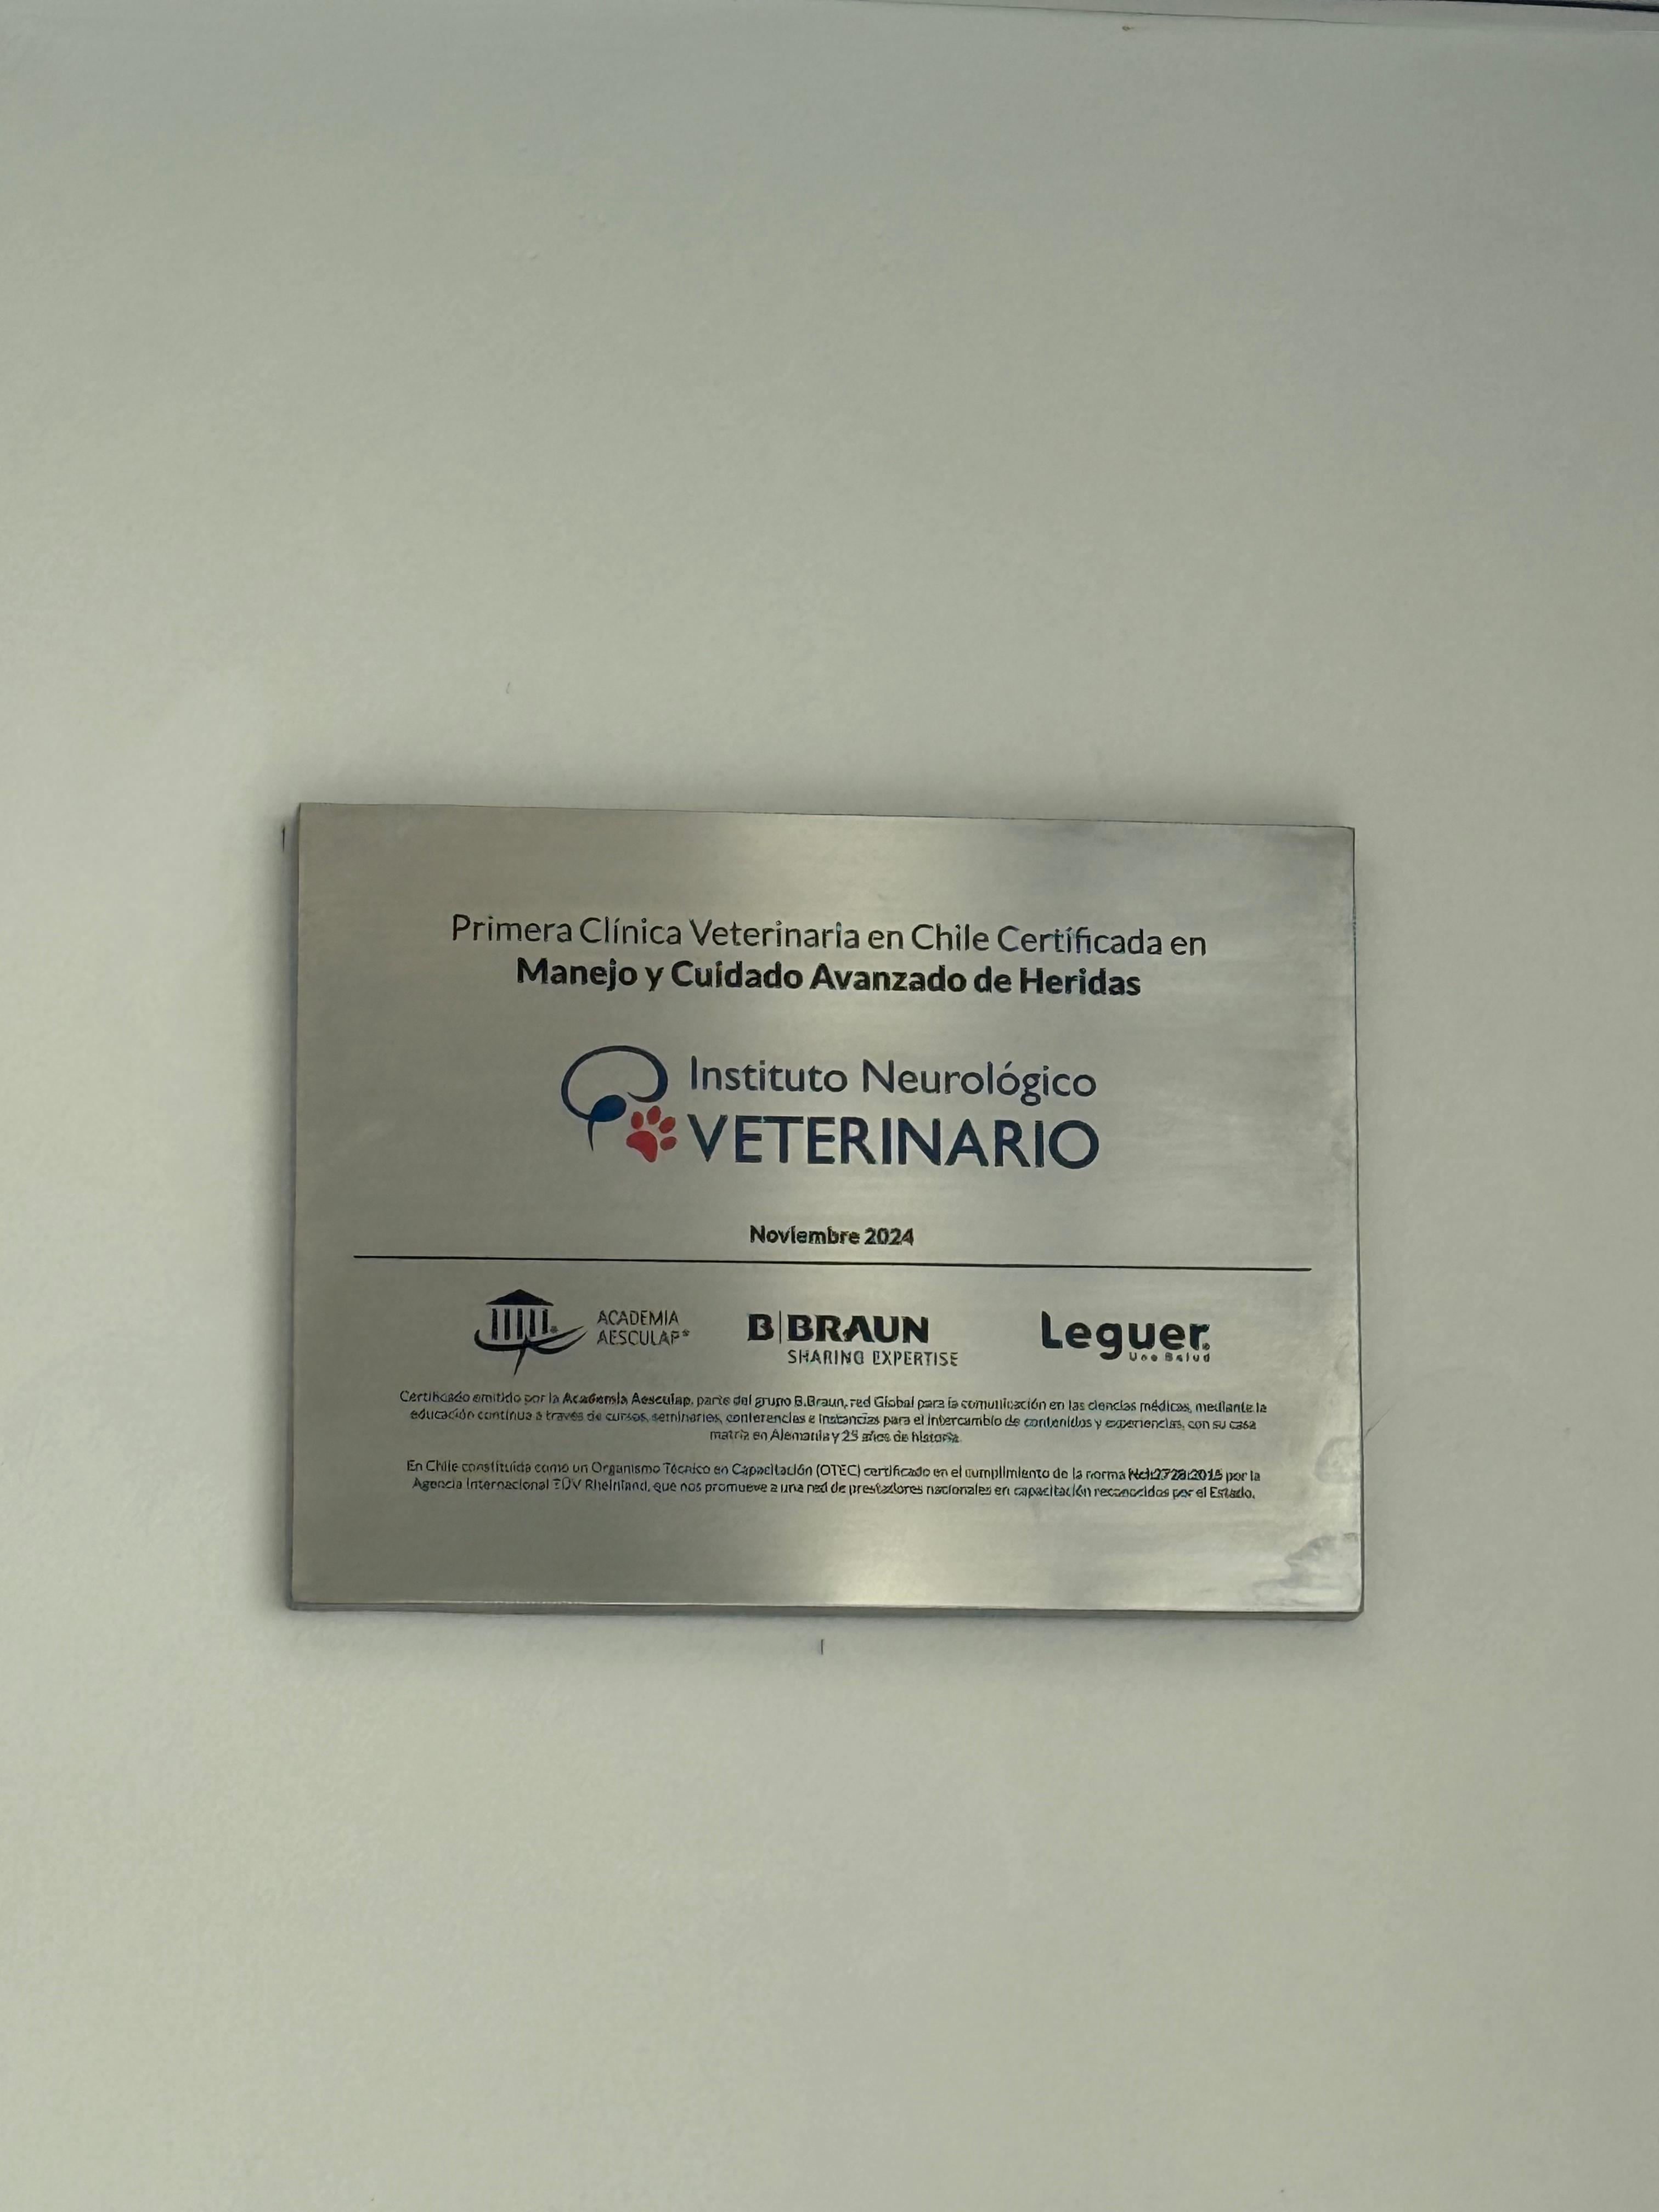 Primera Clínica Veterinaria en Chile Certificada en
Manejo y Cuidado Avanzado de Heridas
Instituto Neurológico
VETERINARIO
Noviembre 2024
ACADEMIA
AESCULAP®
B|BRAUN
SHARING EXPERTISE
Leguer.
Una Salud
Certificado emitido por la Academia Aesculap, parte del grupo B.Braun, red Global para la comunicación en las ciencias médicas, mediante la
educación continua a través de cursos, seminarios, conferencias e instancias para el intercambio de contenidos y experiencias, con su casa
matriz en Alemania y 25 años de historia.
En Chile constituida como un Organismo Técnico en Capacitación (OTEC) certificado en el cumplimiento de la norma Nch:2728:2015 por la
Agencia Internacional TÜV Rheinland, que nos promueve a una red de prestadores nacionales en capacitación reconocidos por el Estado.